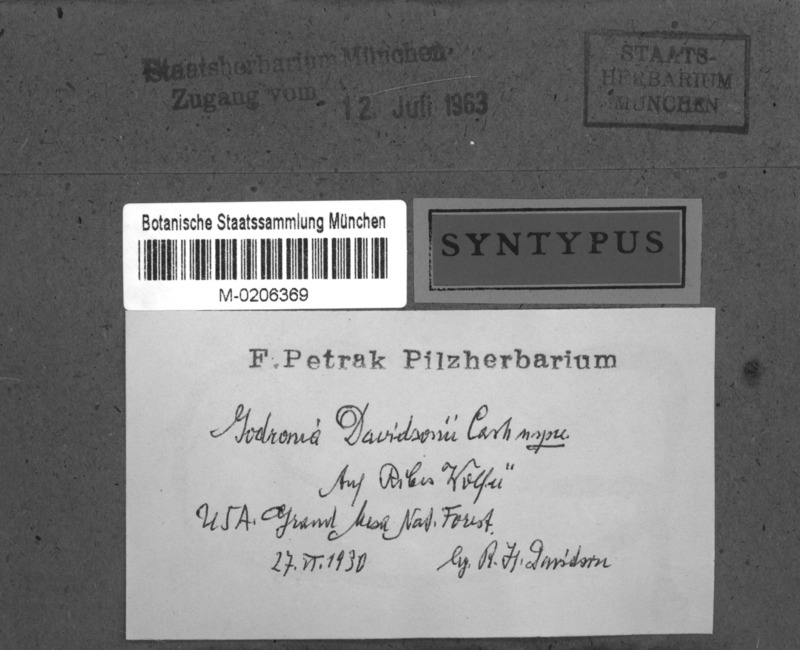 Staatsherbarium München
Zugang vom 12. Juli 1963
STAATS-
HERBARIUM
MÜNCHEN
Botanische Staatssammlung München
M-0206369
SYNTYPUS
F. Petrak Pilzherbarium
Godronia Davidsonii Cash n. spec.
Auf Ribes Wolfii
USA. Grand Mesa Nat. Forest.
27.VI.1930 leg. R. H. Davidson